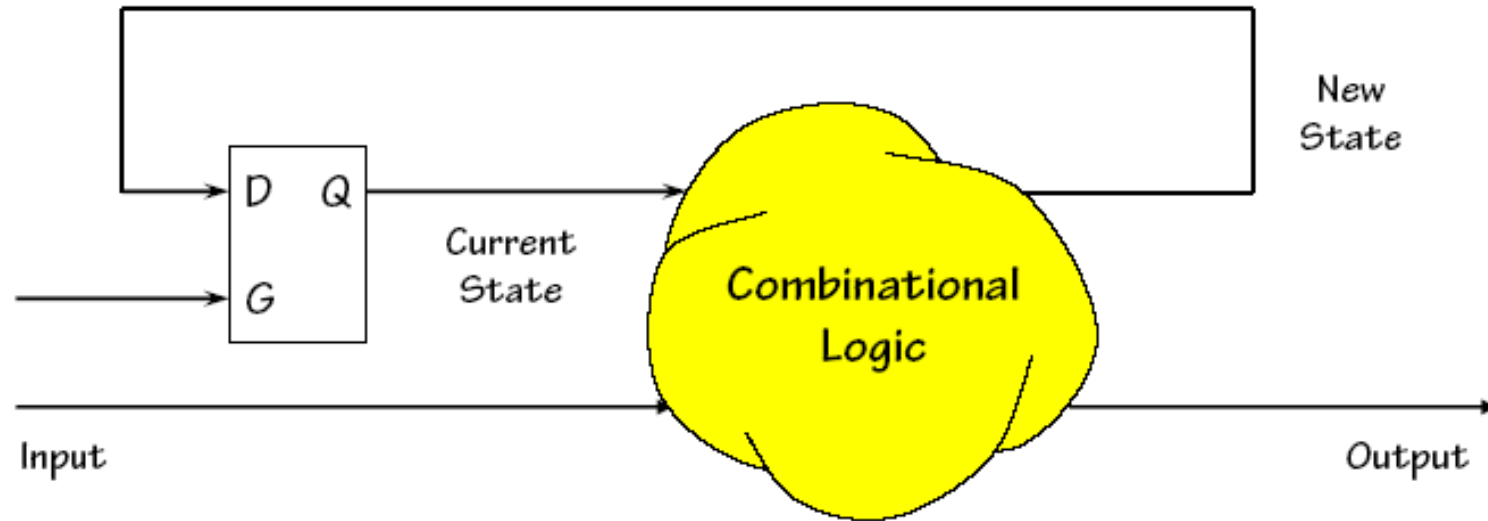 New
State
D Q
Current
State
G
Combinational
Logic
Input
Output